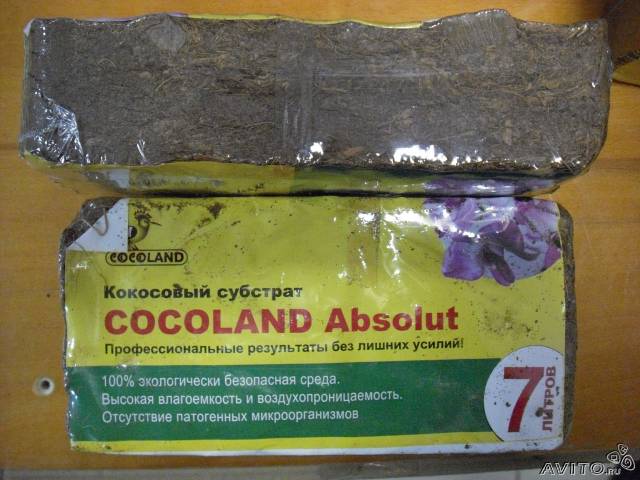 COCOLAND
Кокосовый субстрат
COCOLAND Absolut
Профессиональные результаты без лишних усилий!
100% экологически безопасная среда.
Высокая влагоемкость и воздухопроницаемость.
Отсутствие патогенных микроорганизмов
7
ЛИТРОВ
AVITO.RU